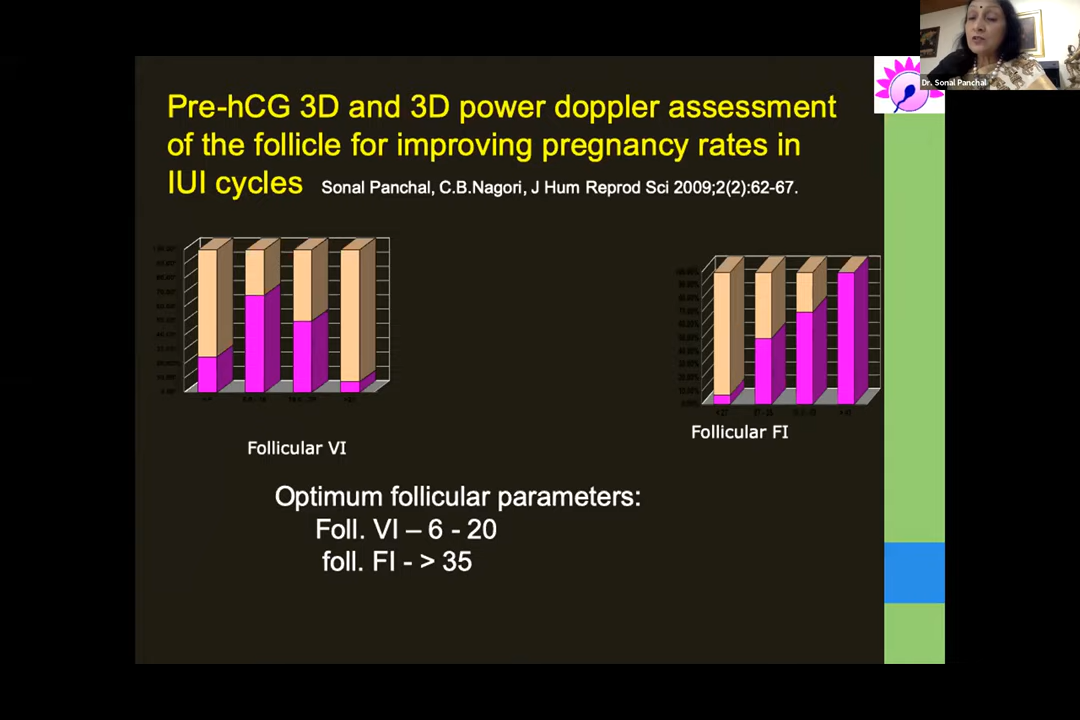 Dr. Sonal Panchal
Pre-hCG 3D and 3D power doppler assessment
of the follicle for improving pregnancy rates in
IUI cycles Sonal Panchal, C.B.Nagori, J Hum Reprod Sci 2009;2(2):62-67.
Follicular VI
Follicular FI
Optimum follicular parameters:
Foll. VI – 6 - 20
foll. FI - > 35